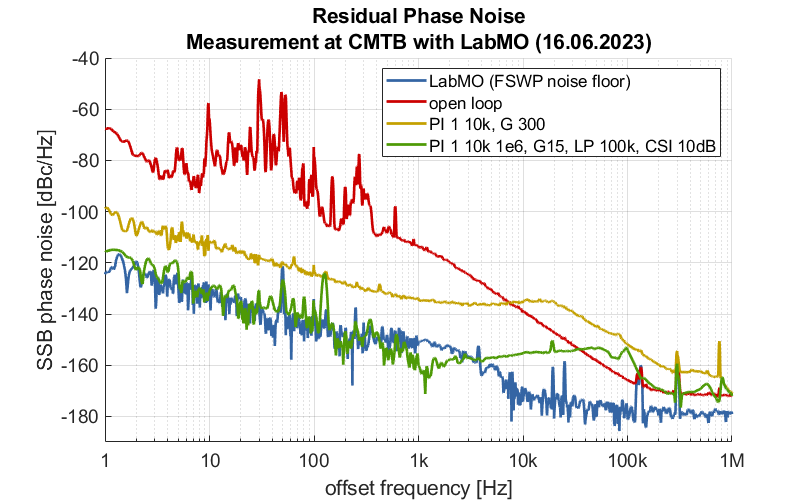 Residual Phase Noise
Measurement at CMTB with LabMO (16.06.2023)
LabMO (FSWP noise floor)
open loop
PI 1 10k, G 300
PI 1 10k 1e6, G15, LP 100k, CSI 10dB
SSB phase noise [dBc/Hz]
-40
-60
-80
-100
-120
-140
-160
-180
1 10 100 1k 10k 100k 1M
offset frequency [Hz]